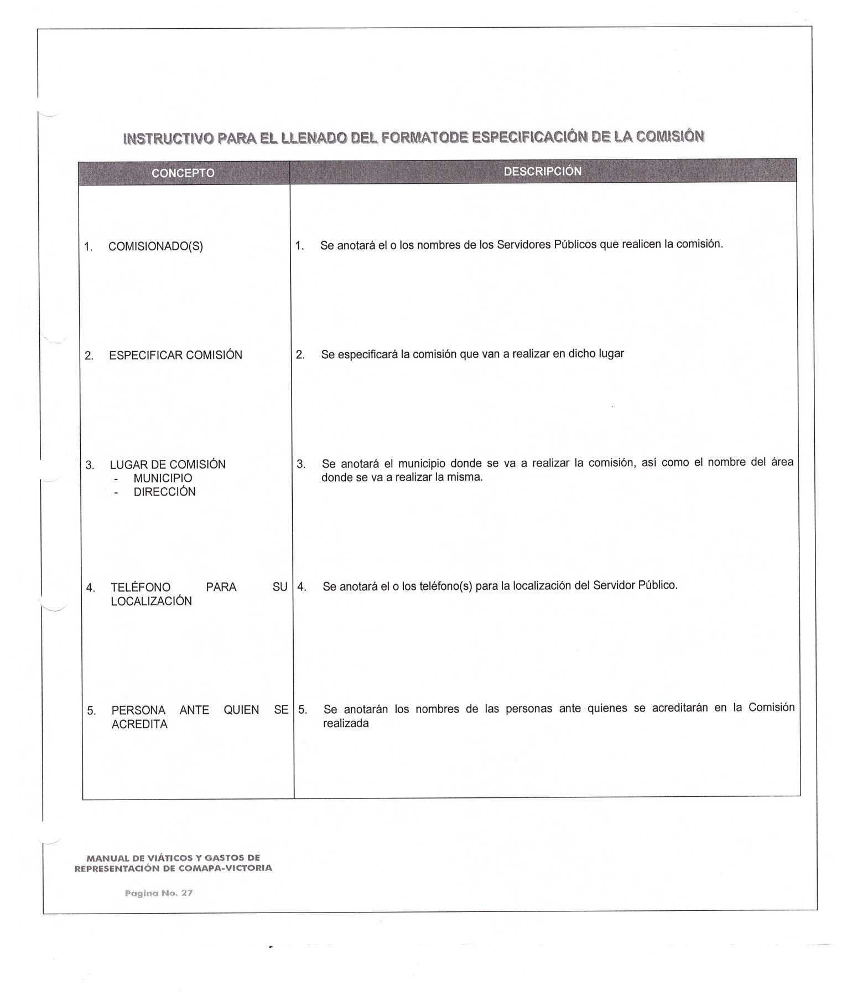 INSTRUCTIVO PARA EL LLENADO DEL FORMATODE ESPECIFICACIÓN DE LA COMISIÓN
CONCEPTO
DESCRIPCIÓN
1. COMISIONADO(S)
1. Se anotará el o los nombres de los Servidores Públicos que realicen la comisión.
2. ESPECIFICAR COMISIÓN
2. Se especificará la comisión que van a realizar en dicho lugar
3. LUGAR DE COMISIÓN
- MUNICIPIO
- DIRECCIÓN
3. Se anotará el municipio donde se va a realizar la comisión, así como el nombre del área
donde se va a realizar la misma.
4. TELÉFONO PARA SU
LOCALIZACIÓN
4. Se anotará el o los teléfono(s) para la localización del Servidor Público.
5. PERSONA ANTE QUIEN SE
ACREDITA
5. Se anotarán los nombres de las personas ante quienes se acreditarán en la Comisión
realizada
MANUAL DE VIÁTICOS Y GASTOS DE
REPRESENTACIÓN DE COMAPA-VICTORIA
Pagina No. 27